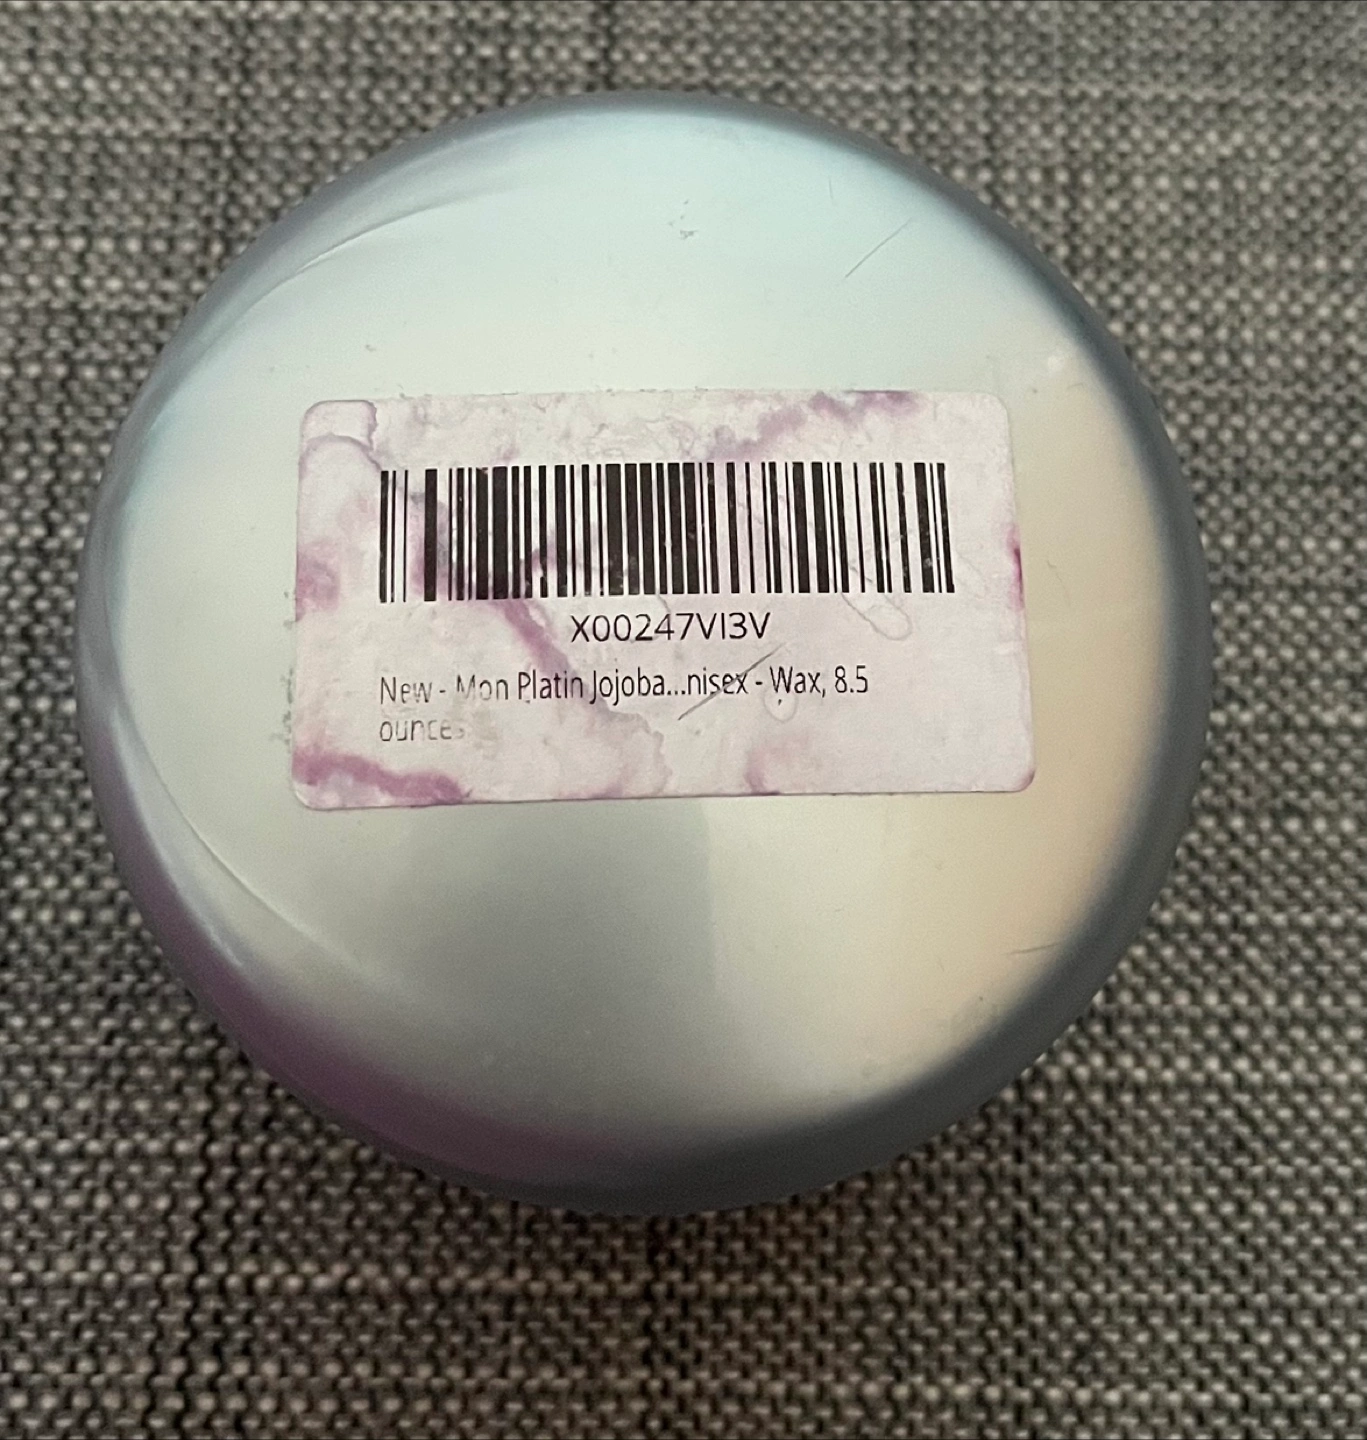 X00247VI3V
New - Mon Platin Jojoba...nisex - Wax, 8.5
ounces